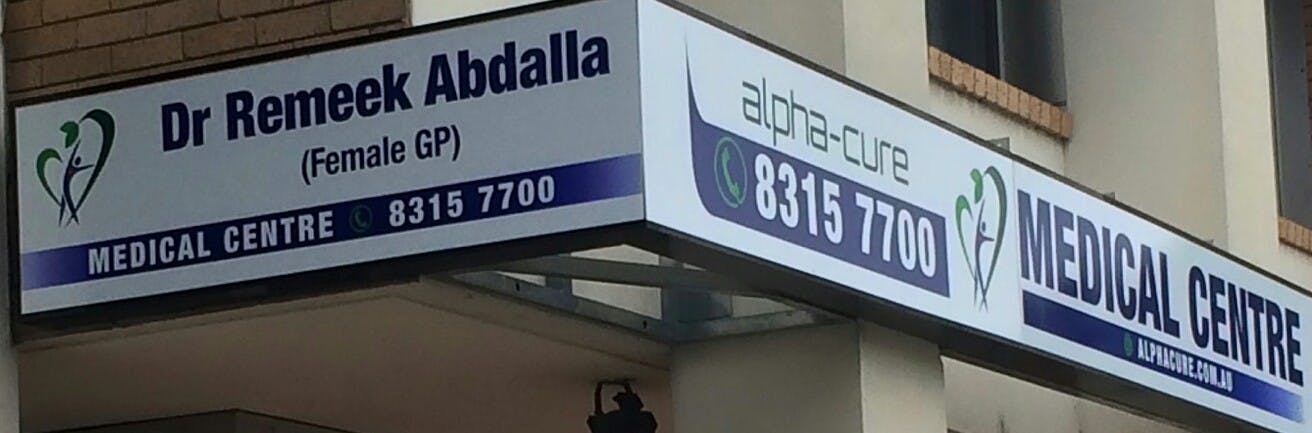 Dr Remeek Abdalla
(Female GP)
MEDICAL CENTRE 8315 7700
alpha-cure
8315 7700
MEDICAL CENTRE
ALPHACURE.COM.AU